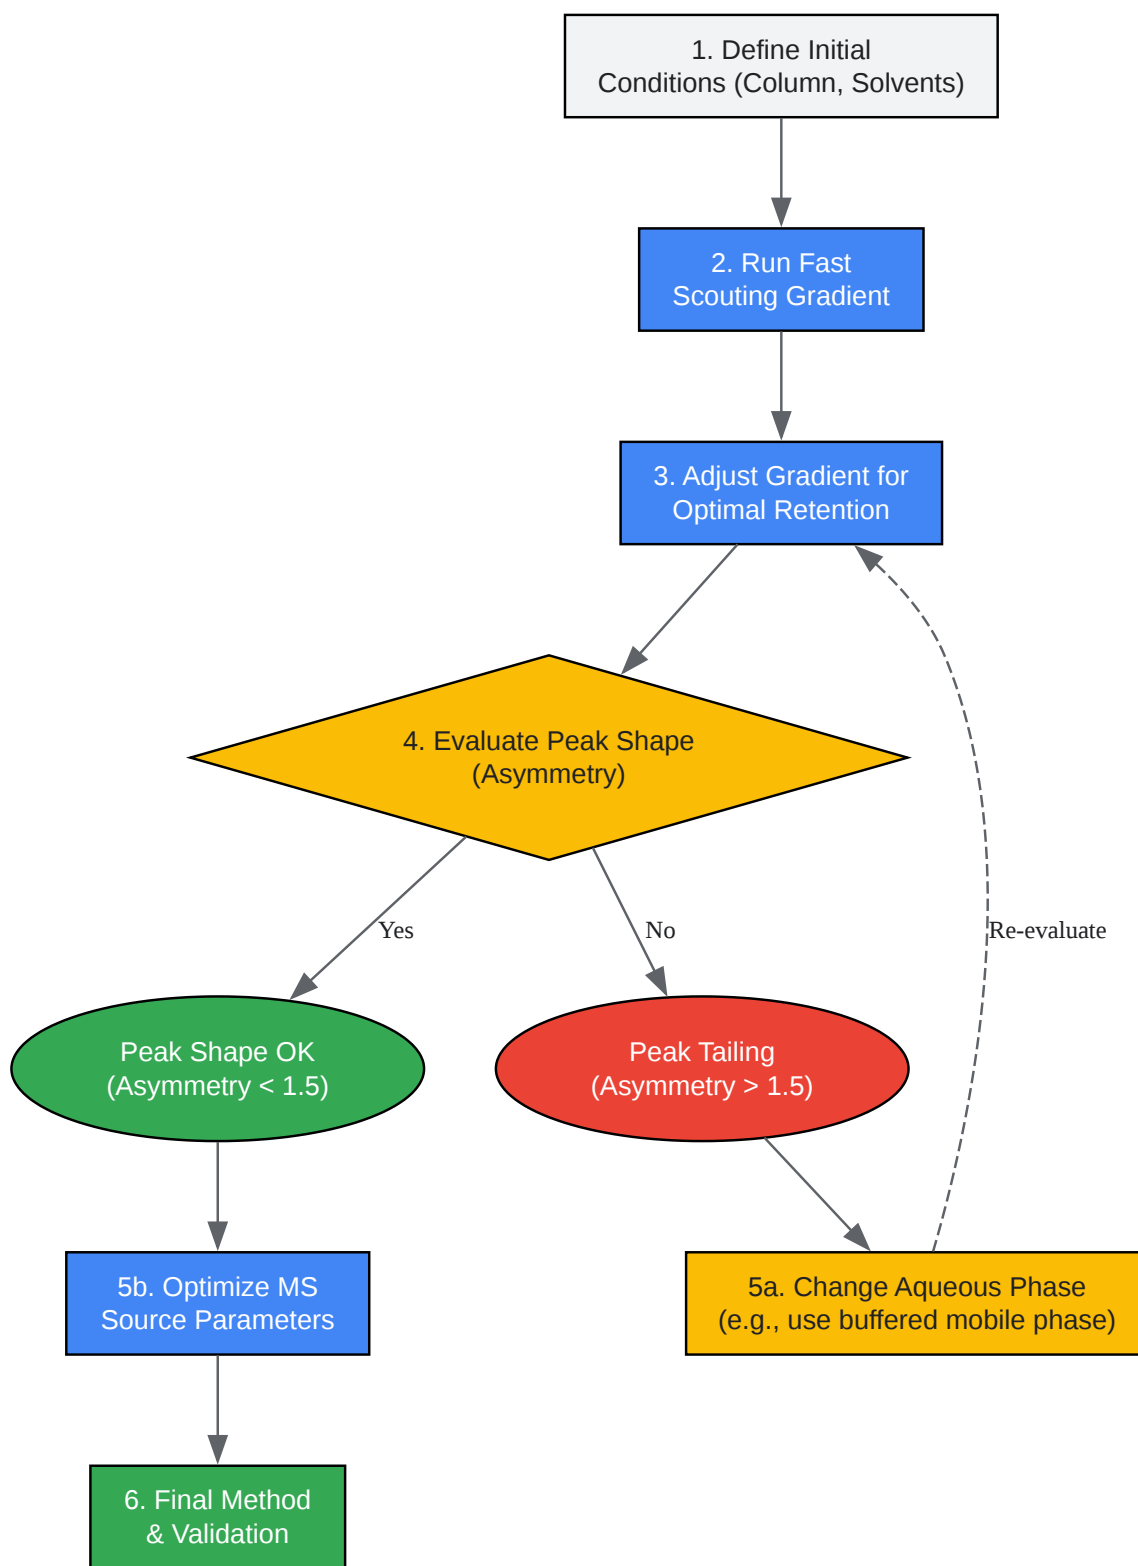 1. Define Initial
Conditions (Column, Solvents)
2. Run Fast
Scouting Gradient
3. Adjust Gradient for
Optimal Retention
4. Evaluate Peak Shape
(Asymmetry)
Yes
No
Re-evaluate
Peak Shape OK
(Asymmetry < 1.5)
Peak Tailing
(Asymmetry > 1.5)
5b. Optimize MS
Source Parameters
5a. Change Aqueous Phase
(e.g., use buffered mobile phase)
6. Final Method
& Validation